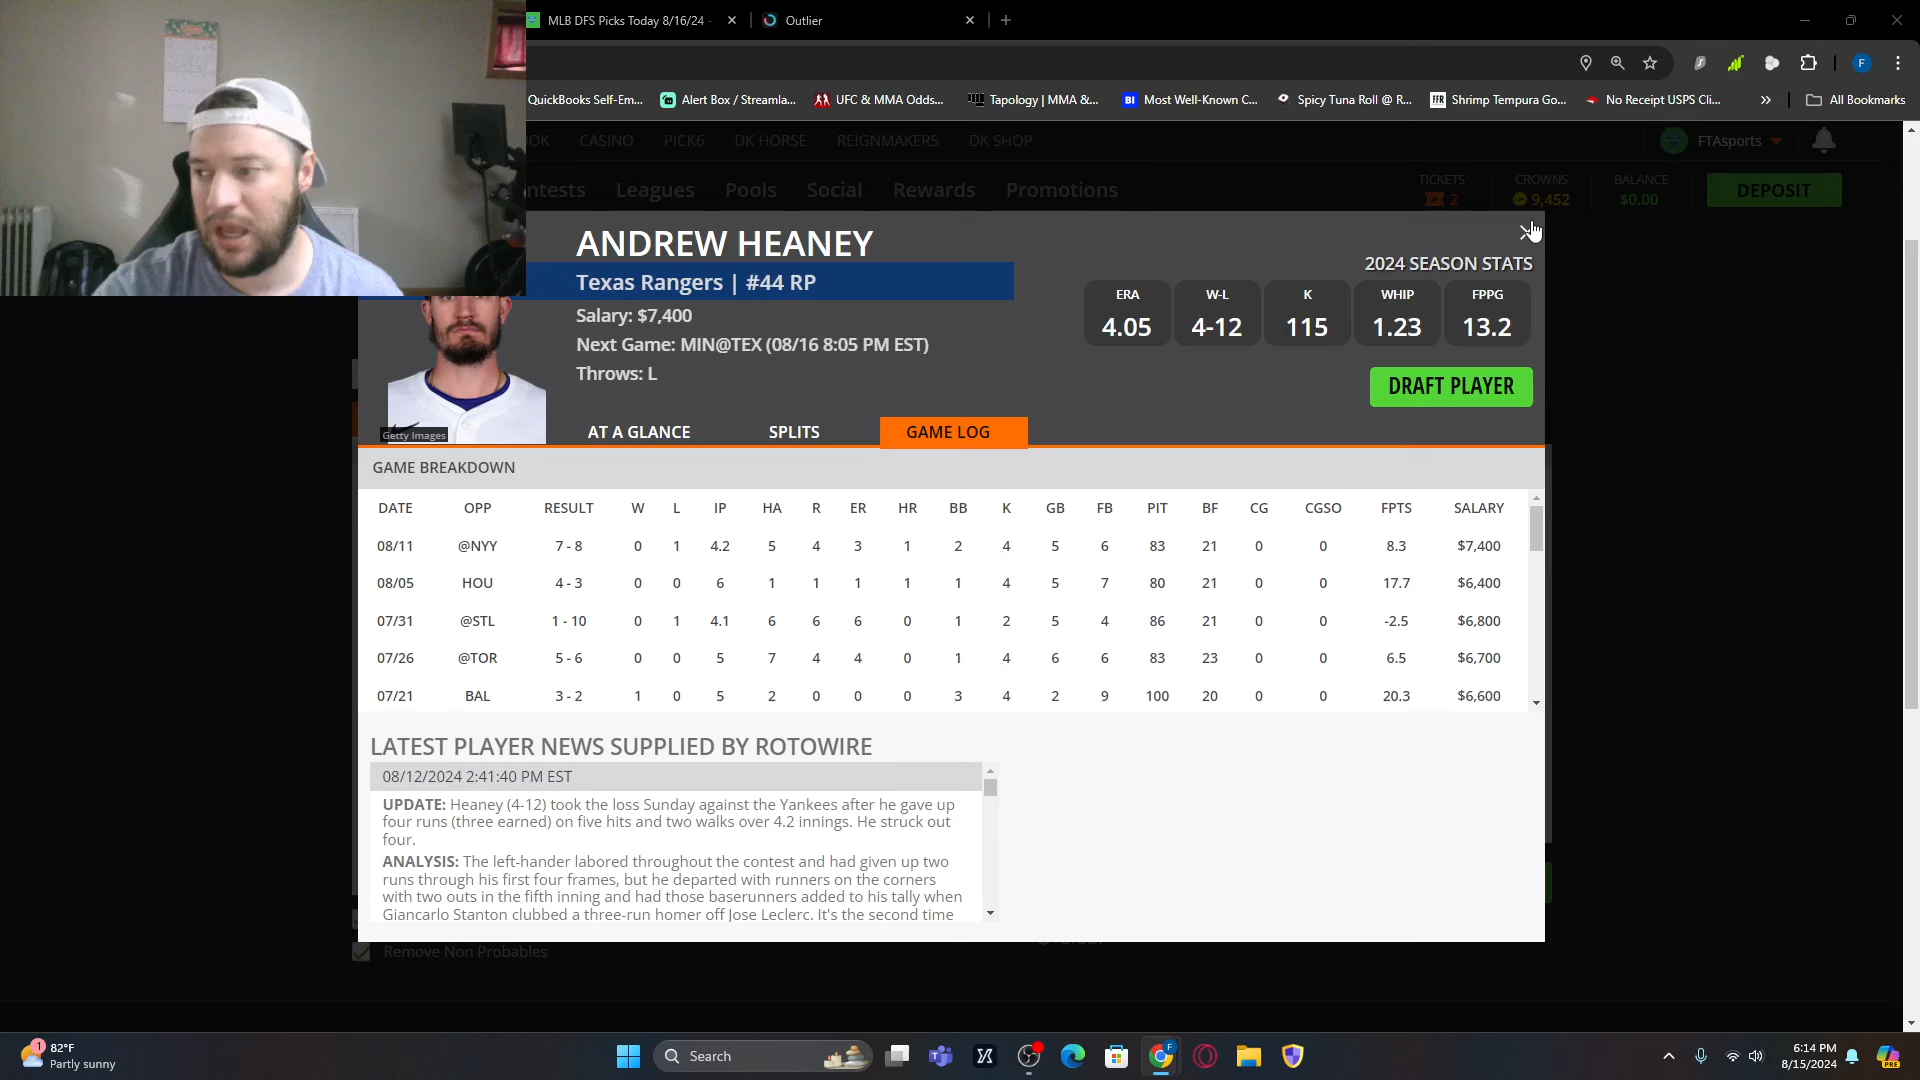 MLB DFS Picks Today 8/16/24 -
Outlier
QuickBooks Self-Em...
Alert Box / Streamla...
UFC & MMA Odds...
Tapology | MMA &...
BI
Most Well-Known C...
Spicy Tuna Roll @ R...
FFR
Shrimp Tempura Go...
No Receipt USPS Cli...
»
All Bookmarks
F
OK
CASINO
PICK6
DK HORSE
REIGNMAKERS
DK SHOP
FTAsports
ntests
Leagues
Pools
Social
Rewards
Promotions
TICKETS
2
CROWNS
9,452
BALANCE
$0.00
DEPOSIT
ANDREW HEANEY
Texas Rangers | #44 RP
Salary: $7,400
Next Game: MIN@TEX (08/16 8:05 PM EST)
Throws: L
2024 SEASON STATS
ERA W-L K WHIP FPPG
4.05 4-12 115 1.23 13.2
DRAFT PLAYER
Getty Images
AT A GLANCE
SPLITS
GAME LOG
GAME BREAKDOWN
DATE OPP RESULT W L IP HA R ER HR BB K GB FB PIT BF CG CGSO FPTS SALARY
08/11 @NYY 7 - 8 0 1 4.2 5 4 3 1 2 4 5 6 83 21 0 0 8.3 $7,400
08/05 HOU 4 - 3 0 0 6 1 1 1 1 1 4 5 7 80 21 0 0 17.7 $6,400
07/31 @STL 1 - 10 0 1 4.1 6 6 6 0 1 2 5 4 86 21 0 0 -2.5 $6,800
07/26 @TOR 5 - 6 0 0 5 7 4 4 0 1 4 6 6 83 23 0 0 6.5 $6,700
07/21 BAL 3 - 2 1 0 5 2 0 0 0 3 4 2 9 100 20 0 0 20.3 $6,600
LATEST PLAYER NEWS SUPPLIED BY ROTOWIRE
08/12/2024 2:41:40 PM EST
UPDATE: Heaney (4-12) took the loss Sunday against the Yankees after he gave up
four runs (three earned) on five hits and two walks over 4.2 innings. He struck out
four.
ANALYSIS: The left-hander labored throughout the contest and had given up two
runs through his first four frames, but he departed with runners on the corners
with two outs in the fifth inning and had those baserunners added to his tally when
Giancarlo Stanton clubbed a three-run homer off Jose Leclerc. It's the second time
Remove Non Probables
1
82°F
Partly sunny
Search
F
6:14 PM
8/15/2024
PRE